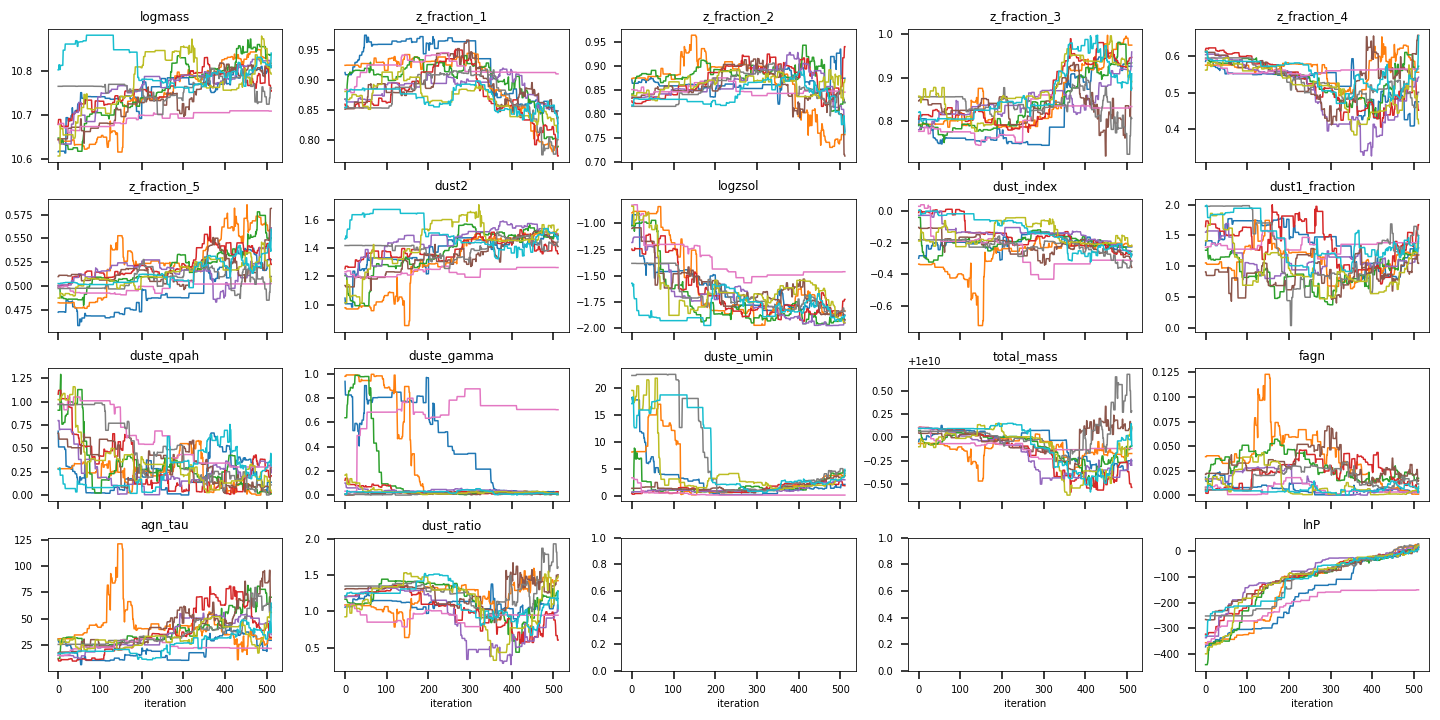 logmass z_fraction_1 z_fraction_2 z_fraction_3 z_fraction_4
10.8 0.95 0.95 1.0 0.6
10.7 0.90 0.90 0.9 0.5
10.6 0.85 0.85 0.8 0.4
0.80 0.80
0.75
0.70
z_fraction_5 dust2 logzsol dust_index dust1_fraction
0.575 1.6 −1.00 0.0 2.0
0.550 1.4 −1.25 −0.2 1.5
0.525 1.2 −1.50 −0.4 1.0
0.500 1.0 −1.75 −0.6 0.5
0.475 −2.00 0.0
duste_qpah duste_gamma duste_umin total_mass fagn
+1e10
1.25 1.0 20 0.50 0.125
1.00 0.8 15 0.25 0.100
0.75 0.6 10 0.00 0.075
0.50 0.4 5 −0.25 0.050
0.25 0.2 0 −0.50 0.025
0.00 0.0 0.000
agn_tau dust_ratio lnP
125 2.0 1.0 1.0 0
100 1.5 0.8 0.8 −100
75 1.0 0.6 0.6 −200
50 0.5 0.4 0.4 −300
25 0.2 0.2 −400
0.0 0.0
0 100 200 300 400 500 0 100 200 300 400 500 0 100 200 300 400 500 0 100 200 300 400 500 0 100 200 300 400 500
iteration iteration iteration iteration iteration